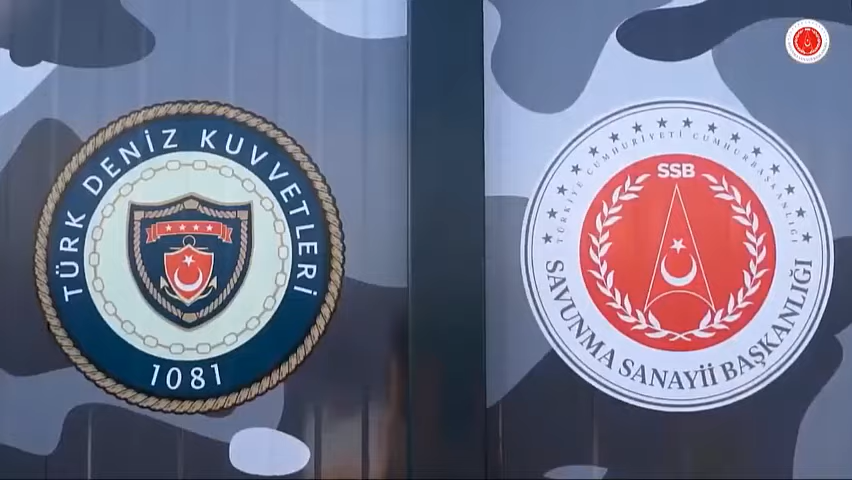 TÜRK DENİZ KUVVETLERİ
1081
TÜRKİYE CUMHURİYETİ CUMHURBAŞKANLIĞI
SSB
SAVUNMA SANAYİİ BAŞKANLIĞI